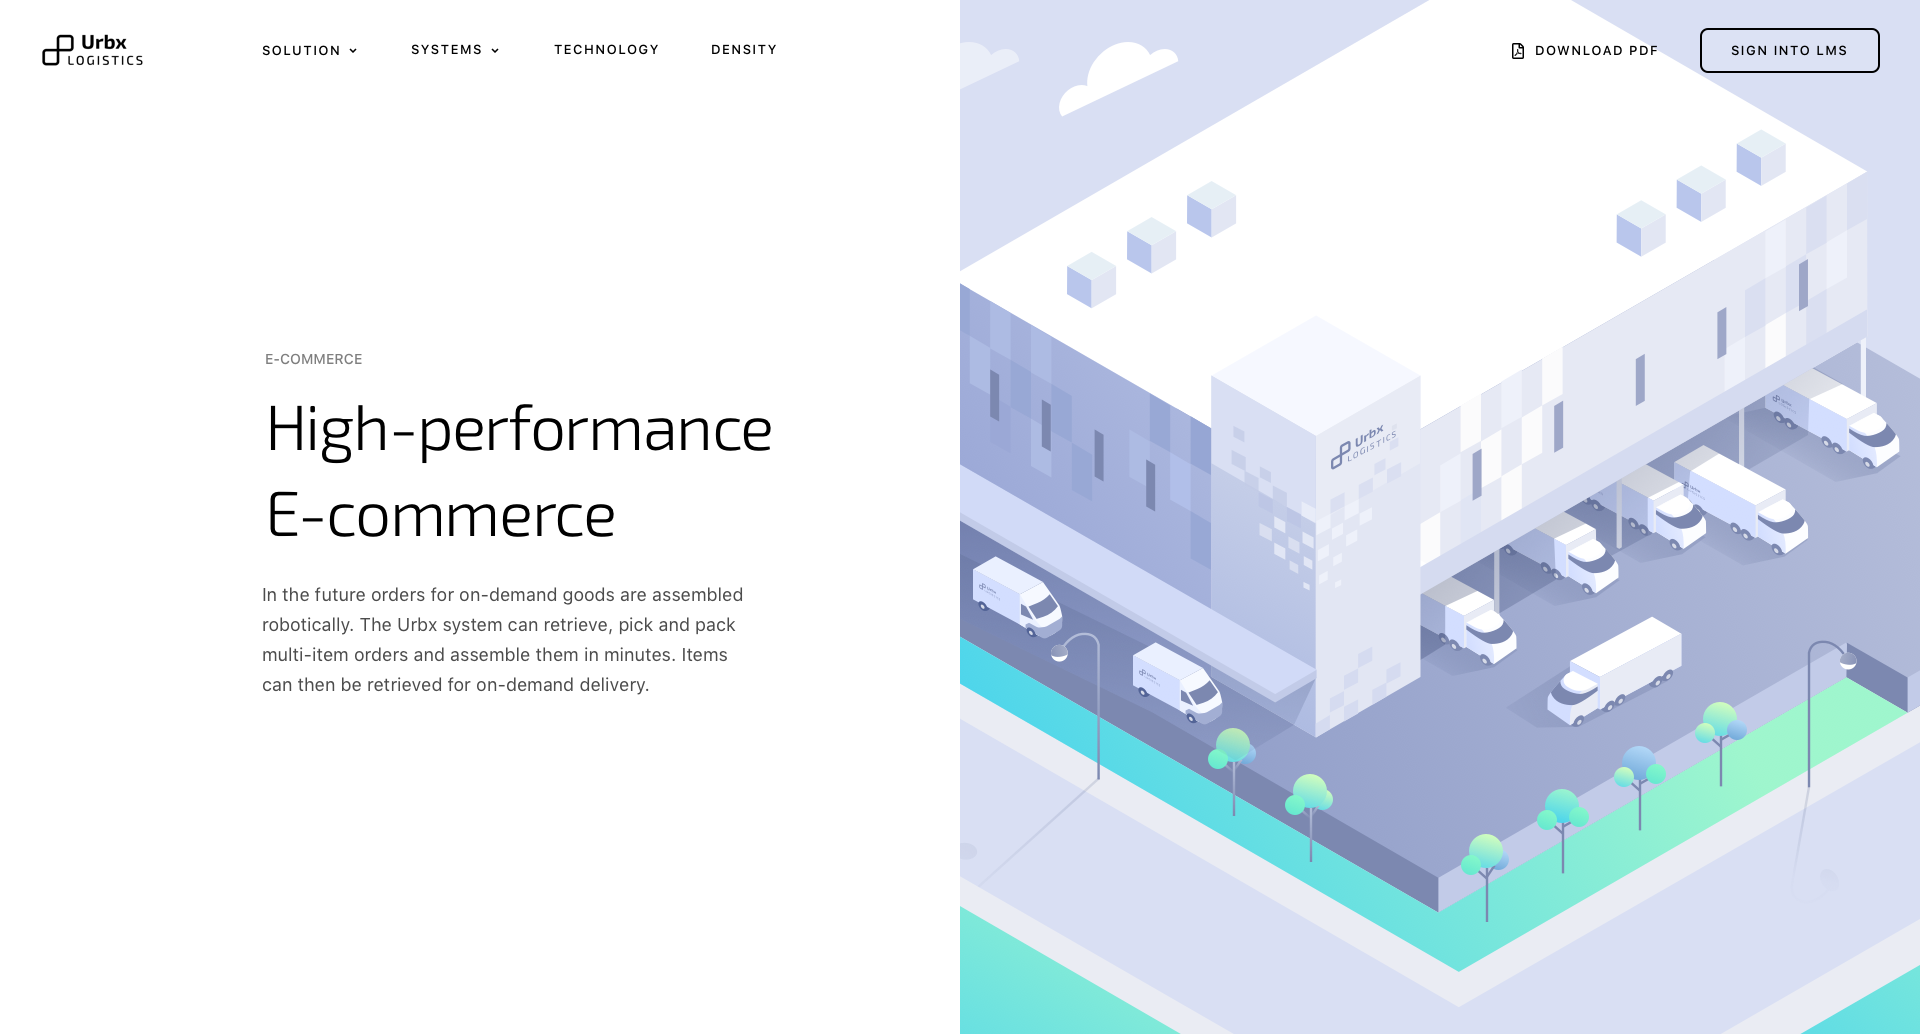 Urbx
LOGISTICS
SOLUTION
SYSTEMS
TECHNOLOGY
DENSITY
DOWNLOAD PDF
SIGN INTO LMS
E-COMMERCE
High-performance
E-commerce
In the future orders for on-demand goods are assembled
robotically. The Urbx system can retrieve, pick and pack
multi-item orders and assemble them in minutes. Items
can then be retrieved for on-demand delivery.
Urbx
LOGISTICS